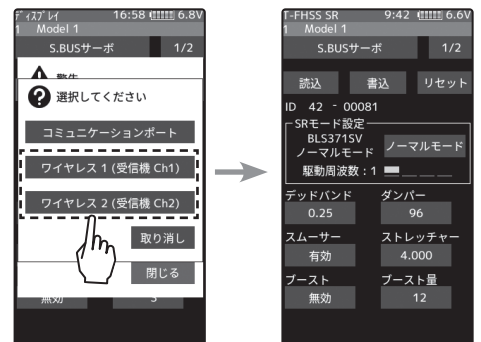 ディスプレイ 16:58 6.8V
1 Model 1
S.BUSサーボ 1/2
警告
選択してください
コミュニケーションポート
ワイヤレス 1 (受信機 Ch1)
ワイヤレス 2 (受信機 Ch2)
取り消し
閉じる
無効 3
T-FHSS SR 9:42 6.6V
1 Model 1
S.BUSサーボ 1/2
読込 書込 リセット
ID 42 - 00081
SRモード設定
BLS371SV
ノーマルモード ノーマルモード
駆動周波数：1
デッドバンド ダンパー
0.25 96
スムーサー ストレッチャー
有効 4.000
ブースト ブースト量
無効 12